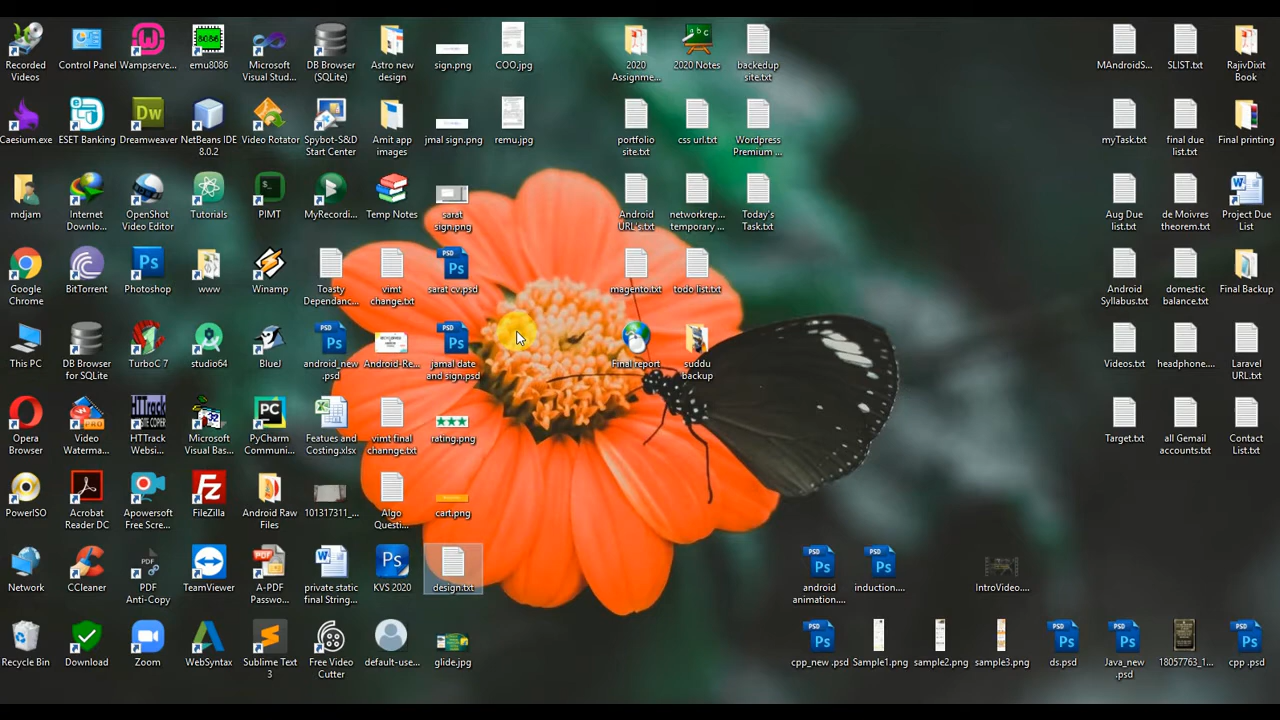 Recorded
Videos
Control Panel
Wampserve...
emu8086
Microsoft
Visual Stud...
DB Browser
(SQLite)
Astro new
design
sign.png
COO.jpg
2020
Assignme...
2020 Notes
backedup
site.txt
MAndroidS...
SLIST.txt
RajivDixit
Book
Caesium.exe
ESET Banking
Dreamweaver
NetBeans IDE
8.0.2
Video Rotator
Spybot-S&D
Start Center
Amit app
images
jmal sign.png
remu.jpg
portfolio
site.txt
css url.txt
Wordpress
Premium ...
myTask.txt
final due
list.txt
Final printing
mdjam
Internet
Downlo...
OpenShot
Video Editor
Tutorials
PIMT
MyRecordi...
Temp Notes
sarat
sign.png
Android
URL's.txt
networkrep...
temporary ...
Today's
Task.txt
Aug Due
list.txt
de Moivres
theorem.txt
Project Due
List
Google
Chrome
BitTorrent
Photoshop
www
Winamp
Toasty
Dependanc...
vimt
change.txt
sarat cv.psd
magento.txt
todo list.txt
Android
Syllabus.txt
domestic
balance.txt
Final Backup
This PC
DB Browser
for SQLite
TurboC 7
studio64
BlueJ
android_new
.psd
Android-Re...
jamal date
and sign.psd
Final report
suddu
backup
Videos.txt
headphone....
Laravel
URL.txt
Opera
Browser
Video
Waterma...
HTTrack
Websi...
Microsoft
Visual Bas...
PyCharm
Communi...
Featues and
Costing.xlsx
vimt final
channge.txt
rating.png
Target.txt
all Gemail
accounts.txt
Contact
List.txt
PowerISO
Acrobat
Reader DC
Apowersoft
Free Scre...
FileZilla
Android Raw
Files
101317311_...
Algo
Questi...
cart.png
Network
CCleaner
PDF
Anti-Copy
TeamViewer
A-PDF
Passwo...
private static
final String...
KVS 2020
design.txt
android
animation....
induction....
IntroVideo....
Recycle Bin
Download
Zoom
WebSyntax
Sublime Text
3
Free Video
Cutter
default-use...
glide.jpg
cpp_new .psd
Sample1.png
sample2.png
sample3.png
ds.psd
Java_new
.psd
18057763_1...
cpp .psd